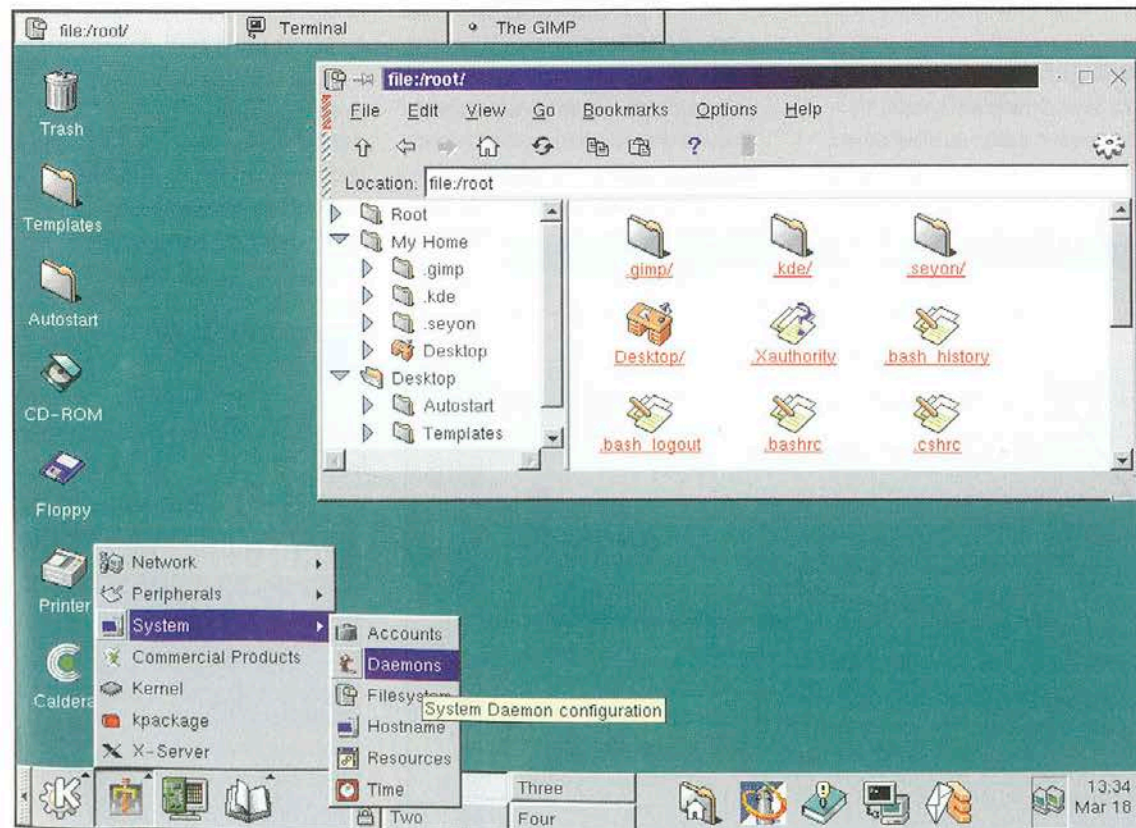 file:/root/
Terminal
The GIMP
Trash
Templates
Autostart
CD-ROM
Floppy
Printer
Caldera
file:/root/
File Edit View Go Bookmarks Options Help
Location: file:/root
Root
My Home
.gimp
.kde
.seyon
Desktop
Desktop
Autostart
Templates
.gimp/
.kde/
.seyon/
Desktop/
.Xauthority
.bash_history
.bash_logout
.bashrc
.cshrc
Network
Peripherals
System
Commercial Products
Kernel
kpackage
X-Server
Accounts
Daemons
System Daemon configuration
Hostname
Resources
Time
Two
Three
Four
13:34
Mar 18